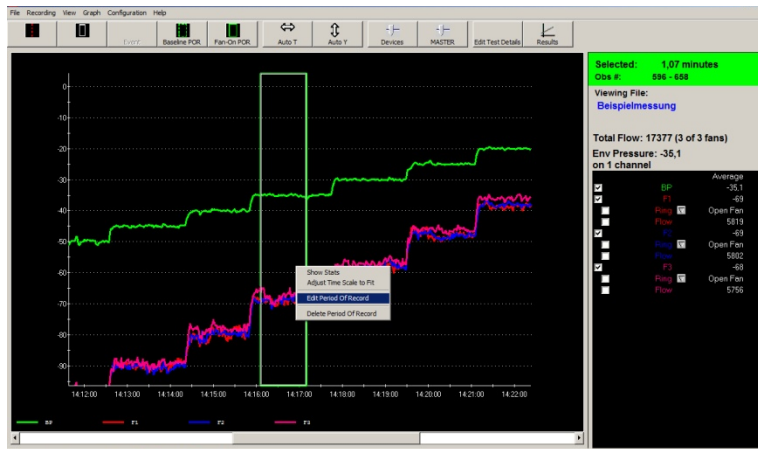 File Recording View Graph Configuration Help
Event
Baseline POR
Fan-On POR
Auto T
Auto Y
Devices
MASTER
Edit Test Details
Results
Selected: 1,07 minutes
Obs #: 596 - 658
Viewing File:
Beispielmessung
Total Flow: 17377 (3 of 3 fans)
Env Pressure: -35,1
on 1 channel
Average
BP -35,1
F1 -69
Ring Open Fan
Flow 5819
F2 -69
Ring Open Fan
Flow 5802
F3 -68
Ring Open Fan
Flow 5756
0
-10
-20
-30
-40
-50
-60
-70
-80
-90
Show Stats
Adjust Time Scale to Fit
Edit Period Of Record
Delete Period Of Record
14:12:00 14:13:00 14:14:00 14:15:00 14:16:00 14:17:00 14:18:00 14:19:00 14:20:00 14:21:00 14:22:00
BP F1 F2 F3